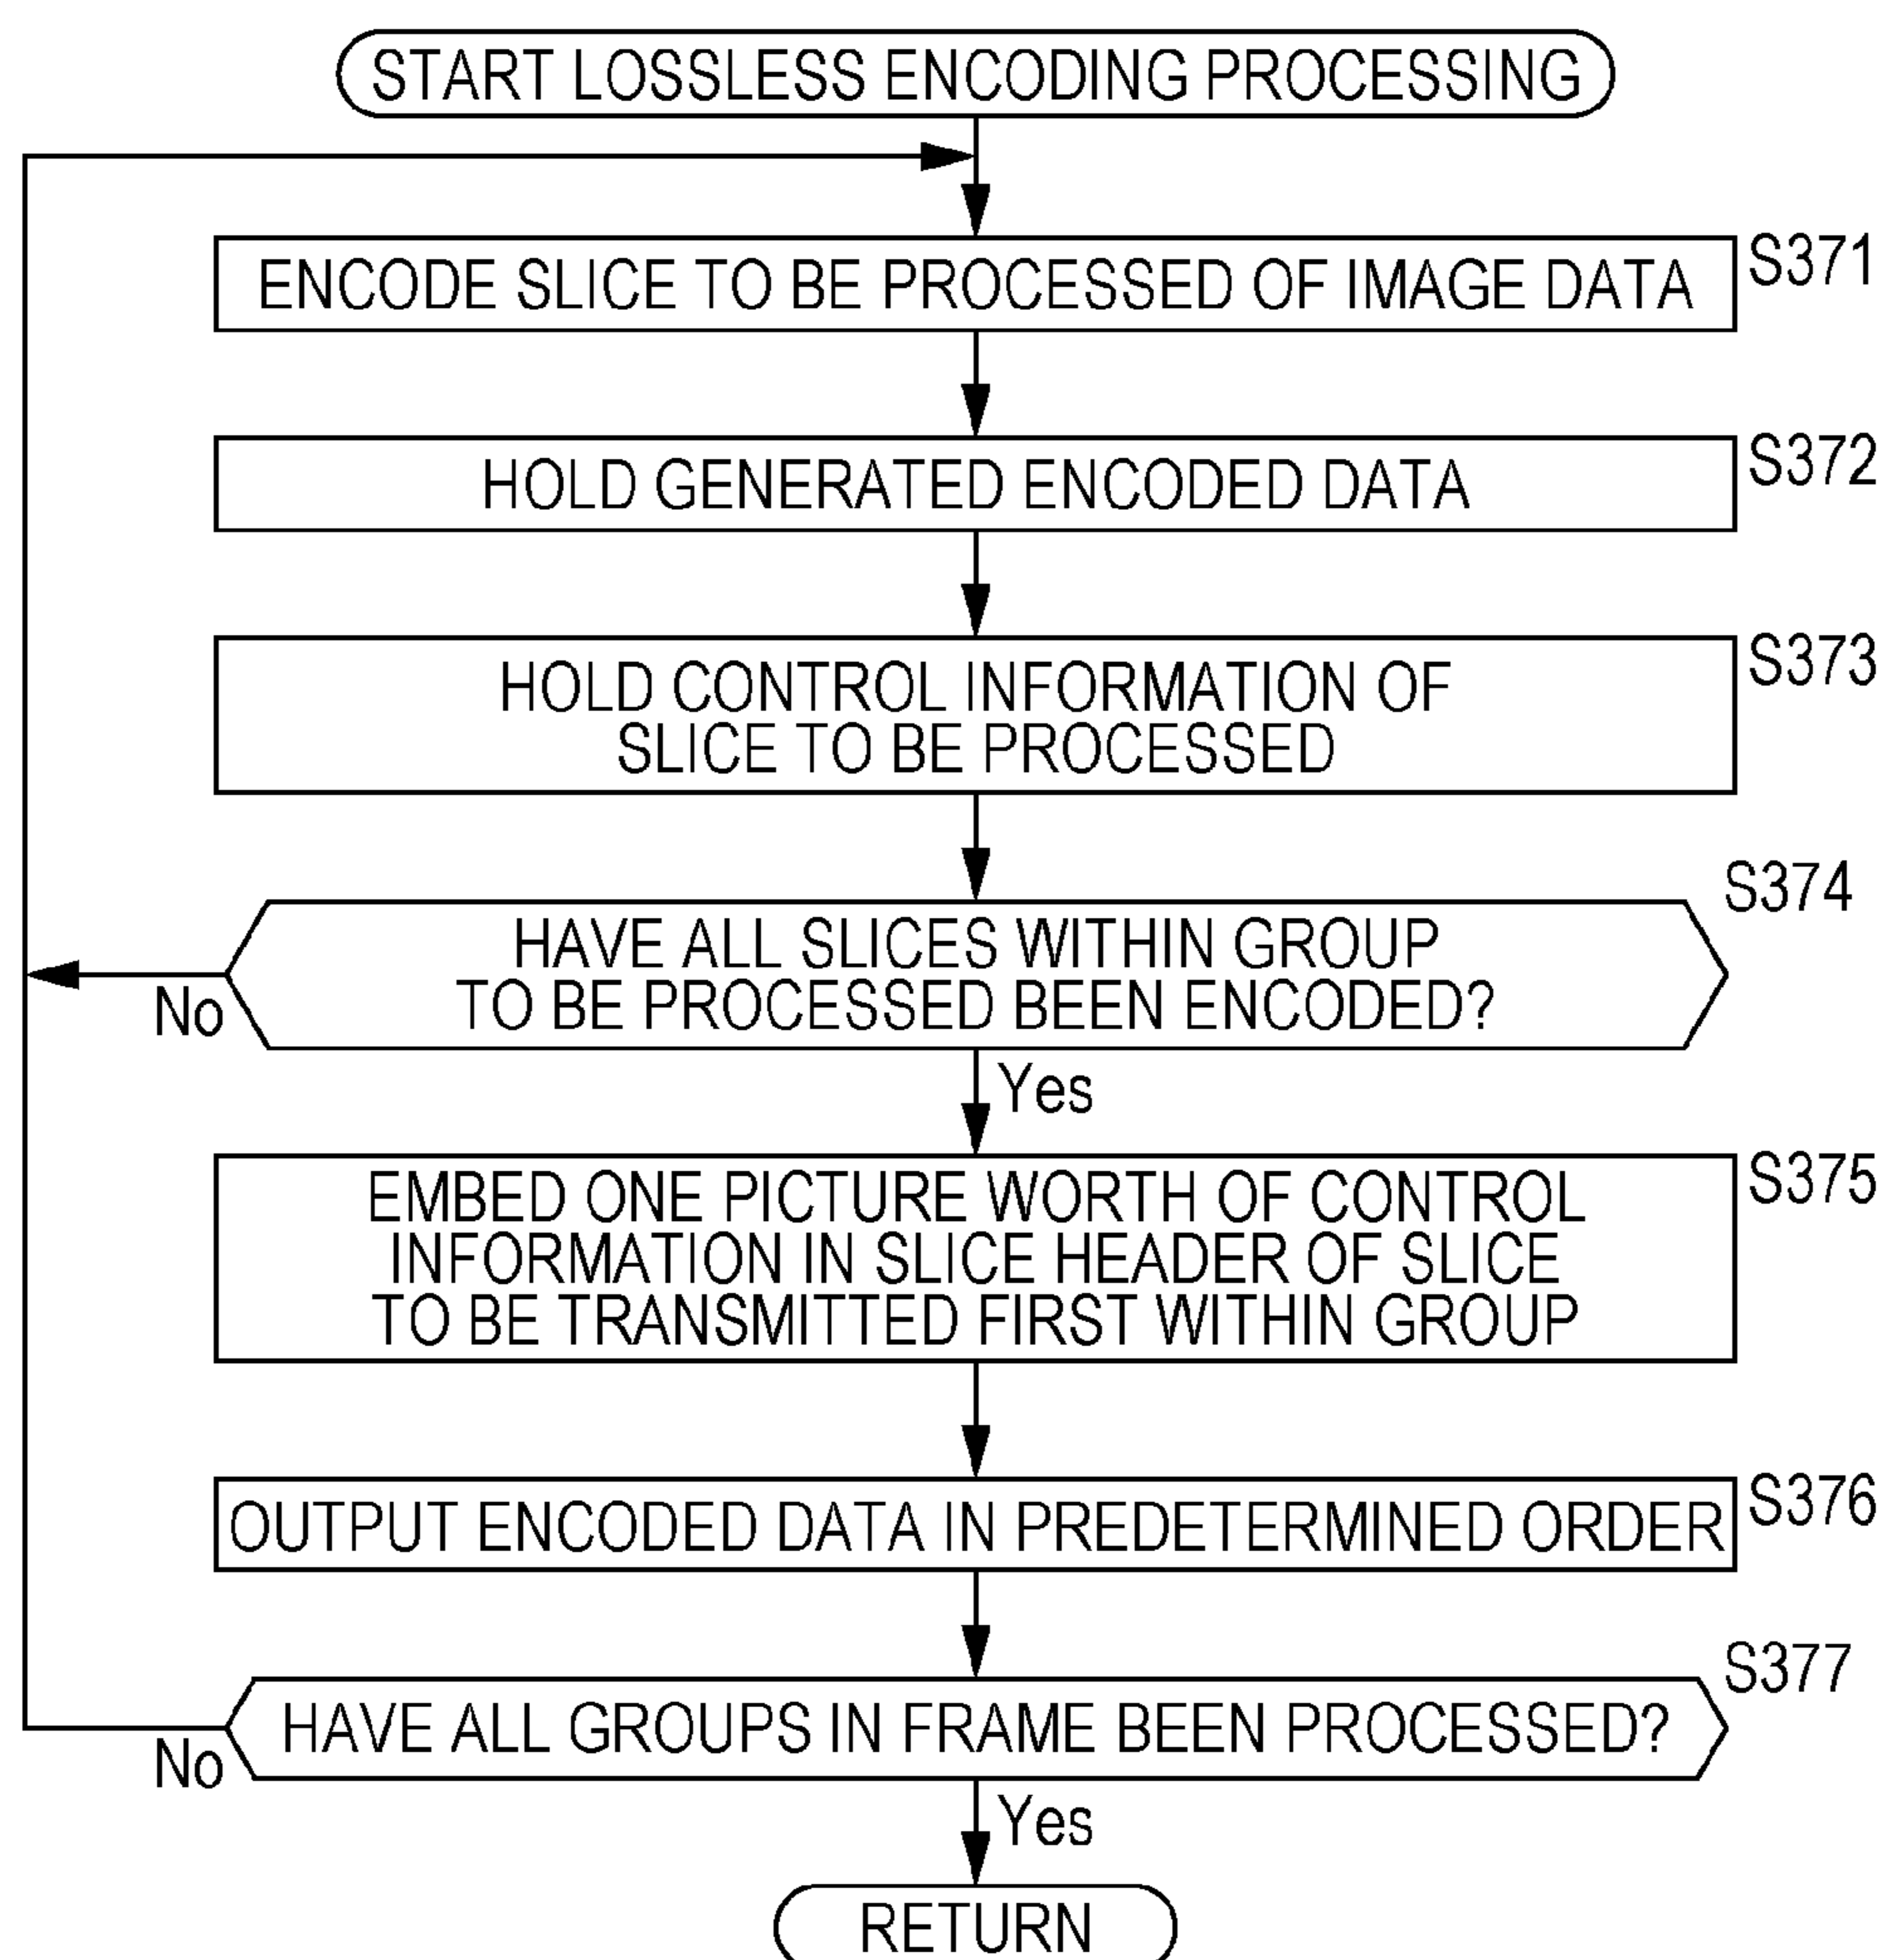 START LOSSLESS ENCODING PROCESSING
ENCODE SLICE TO BE PROCESSED OF IMAGE DATA
S371
HOLD GENERATED ENCODED DATA
S372
HOLD CONTROL INFORMATION OF
SLICE TO BE PROCESSED
S373
HAVE ALL SLICES WITHIN GROUP
TO BE PROCESSED BEEN ENCODED?
S374
No
Yes
EMBED ONE PICTURE WORTH OF CONTROL
INFORMATION IN SLICE HEADER OF SLICE
TO BE TRANSMITTED FIRST WITHIN GROUP
S375
OUTPUT ENCODED DATA IN PREDETERMINED ORDER
S376
HAVE ALL GROUPS IN FRAME BEEN PROCESSED?
S377
No
Yes
RETURN